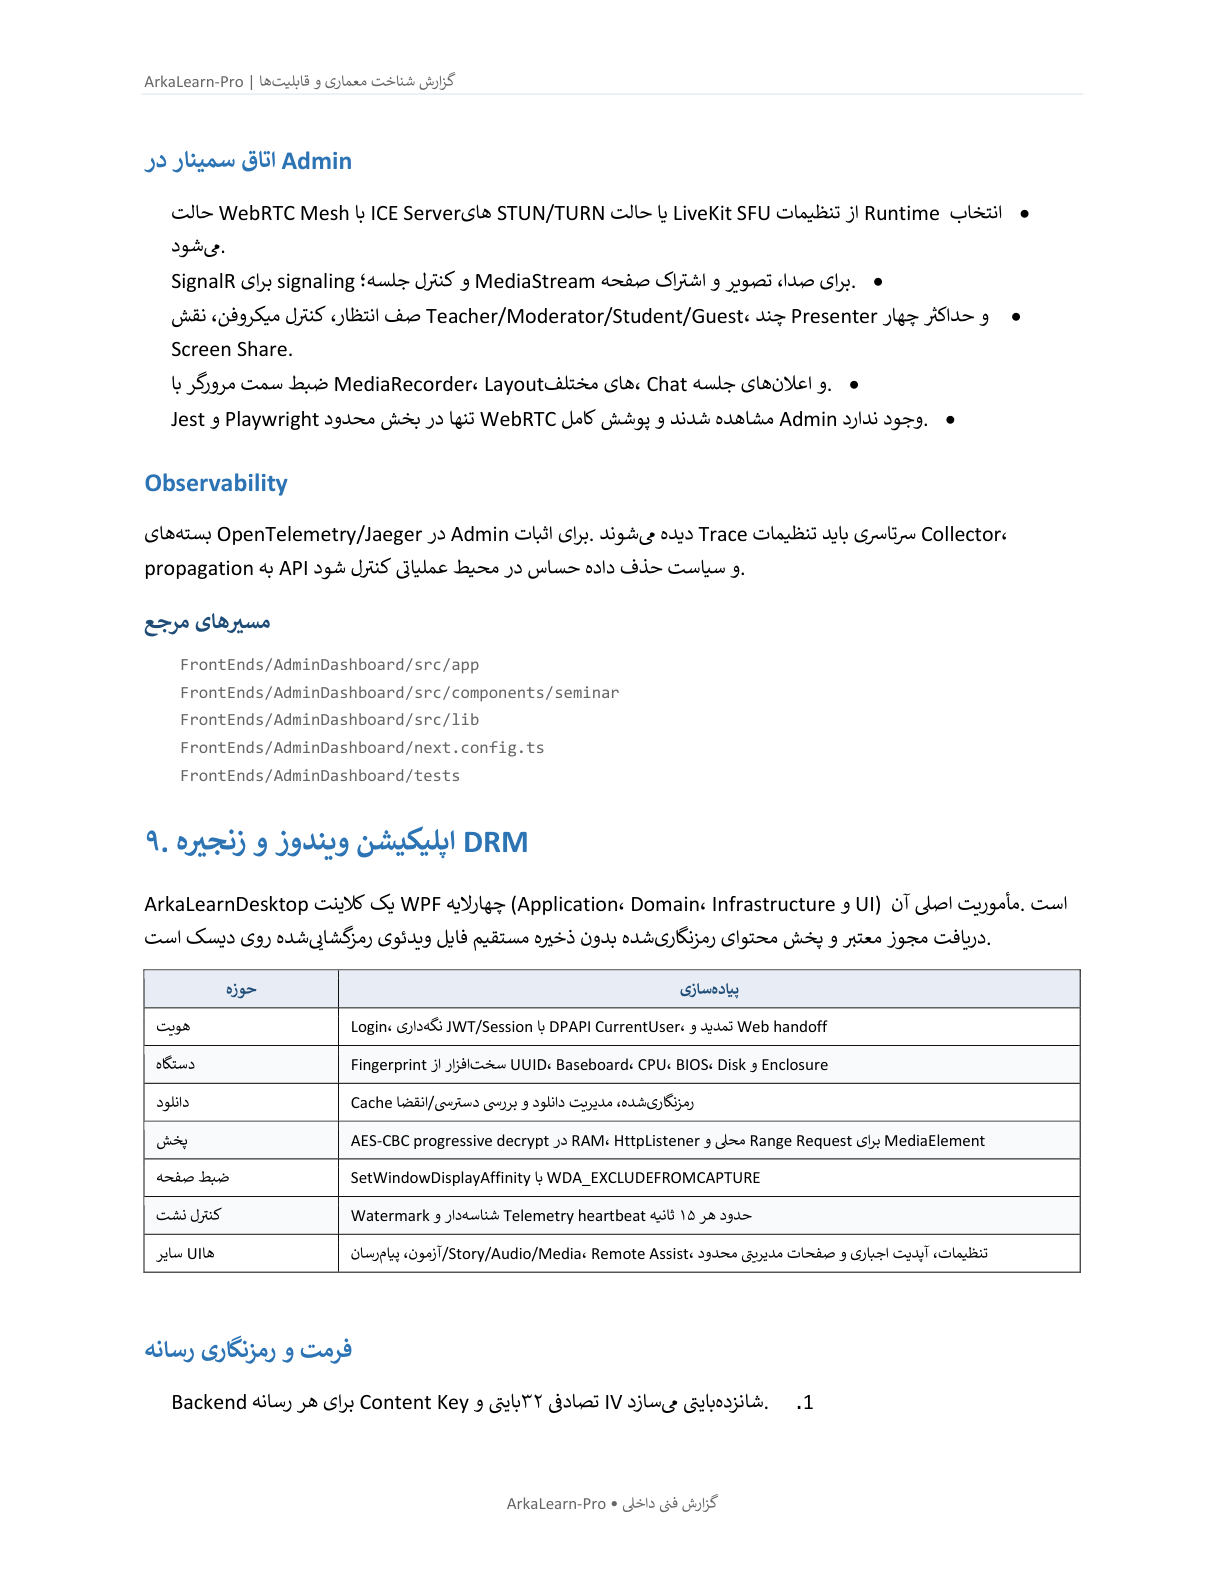 گزارش شناخت معماری و قابلیت‌ها | ArkaLearn-Pro
اتاق سمینار در Admin
انتخاب Runtime از تنظیمات LiveKit SFU یا حالت STUN/TURN های ICE Server با WebRTC Mesh حالت
می‌شود.
SignalR برای signaling و کنترل جلسه؛ MediaStream برای صدا، تصویر و اشتراک صفحه.
نقش Teacher/Moderator/Student/Guest، صف انتظار، کنترل میکروفن، چند Presenter و حداکثر چهار
Screen Share.
ضبط سمت مرورگر با MediaRecorder، Layoutهای مختلف، Chat و اعلان‌های جلسه.
Jest و Playwright تنها در بخش محدود WebRTC مشاهده شدند و پوشش کامل Admin وجود ندارد.
Observability
بسته‌های OpenTelemetry/Jaeger در Admin دیده می‌شوند. برای اثبات Trace سرتاسری باید تنظیمات Collector،
propagation به API و سیاست حذف داده حساس در محیط عملیاتی کنترل شود.
مسیرهای مرجع
FrontEnds/AdminDashboard/src/app
FrontEnds/AdminDashboard/src/components/seminar
FrontEnds/AdminDashboard/src/lib
FrontEnds/AdminDashboard/next.config.ts
FrontEnds/AdminDashboard/tests
۹. اپلیکیشن ویندوز و زنجیره DRM
ArkaLearnDesktop یک کلاینت WPF چهارلایه (Application، Domain، Infrastructure و UI) است. مأموریت اصلی آن
دریافت مجوز معتبر و پخش محتوای رمزنگاری‌شده بدون ذخیره مستقیم فایل ویدئوی رمزگشایی‌شده روی دیسک است.
حوزه	پیاده‌سازی
هویت	Login، نگه‌داری JWT/Session با DPAPI CurrentUser، تمدید و Web handoff
دستگاه	Fingerprint سخت‌افزار از UUID، Baseboard، CPU، BIOS، Disk و Enclosure
دانلود	Cache رمزنگاری‌شده، مدیریت دانلود و بررسی دسترسی/انقضا
پخش	AES-CBC progressive decrypt در RAM، HttpListener محلی و Range Request برای MediaElement
ضبط صفحه	SetWindowDisplayAffinity با WDA_EXCLUDEFROMCAPTURE
کنترل نشت	Watermark شناسه‌دار و Telemetry heartbeat حدود هر ۱۵ ثانیه
سایر UIها	آزمون، پیام‌رسان/Story/Audio/Media، Remote Assist، تنظیمات، آپدیت اجباری و صفحات مدیریتی محدود
فرمت و رمزنگاری رسانه
1. Backend برای هر رسانه Content Key تصادفی ۳۲بایتی و IV شانزده‌بایتی می‌سازد.
گزارش فنی داخلی • ArkaLearn-Pro